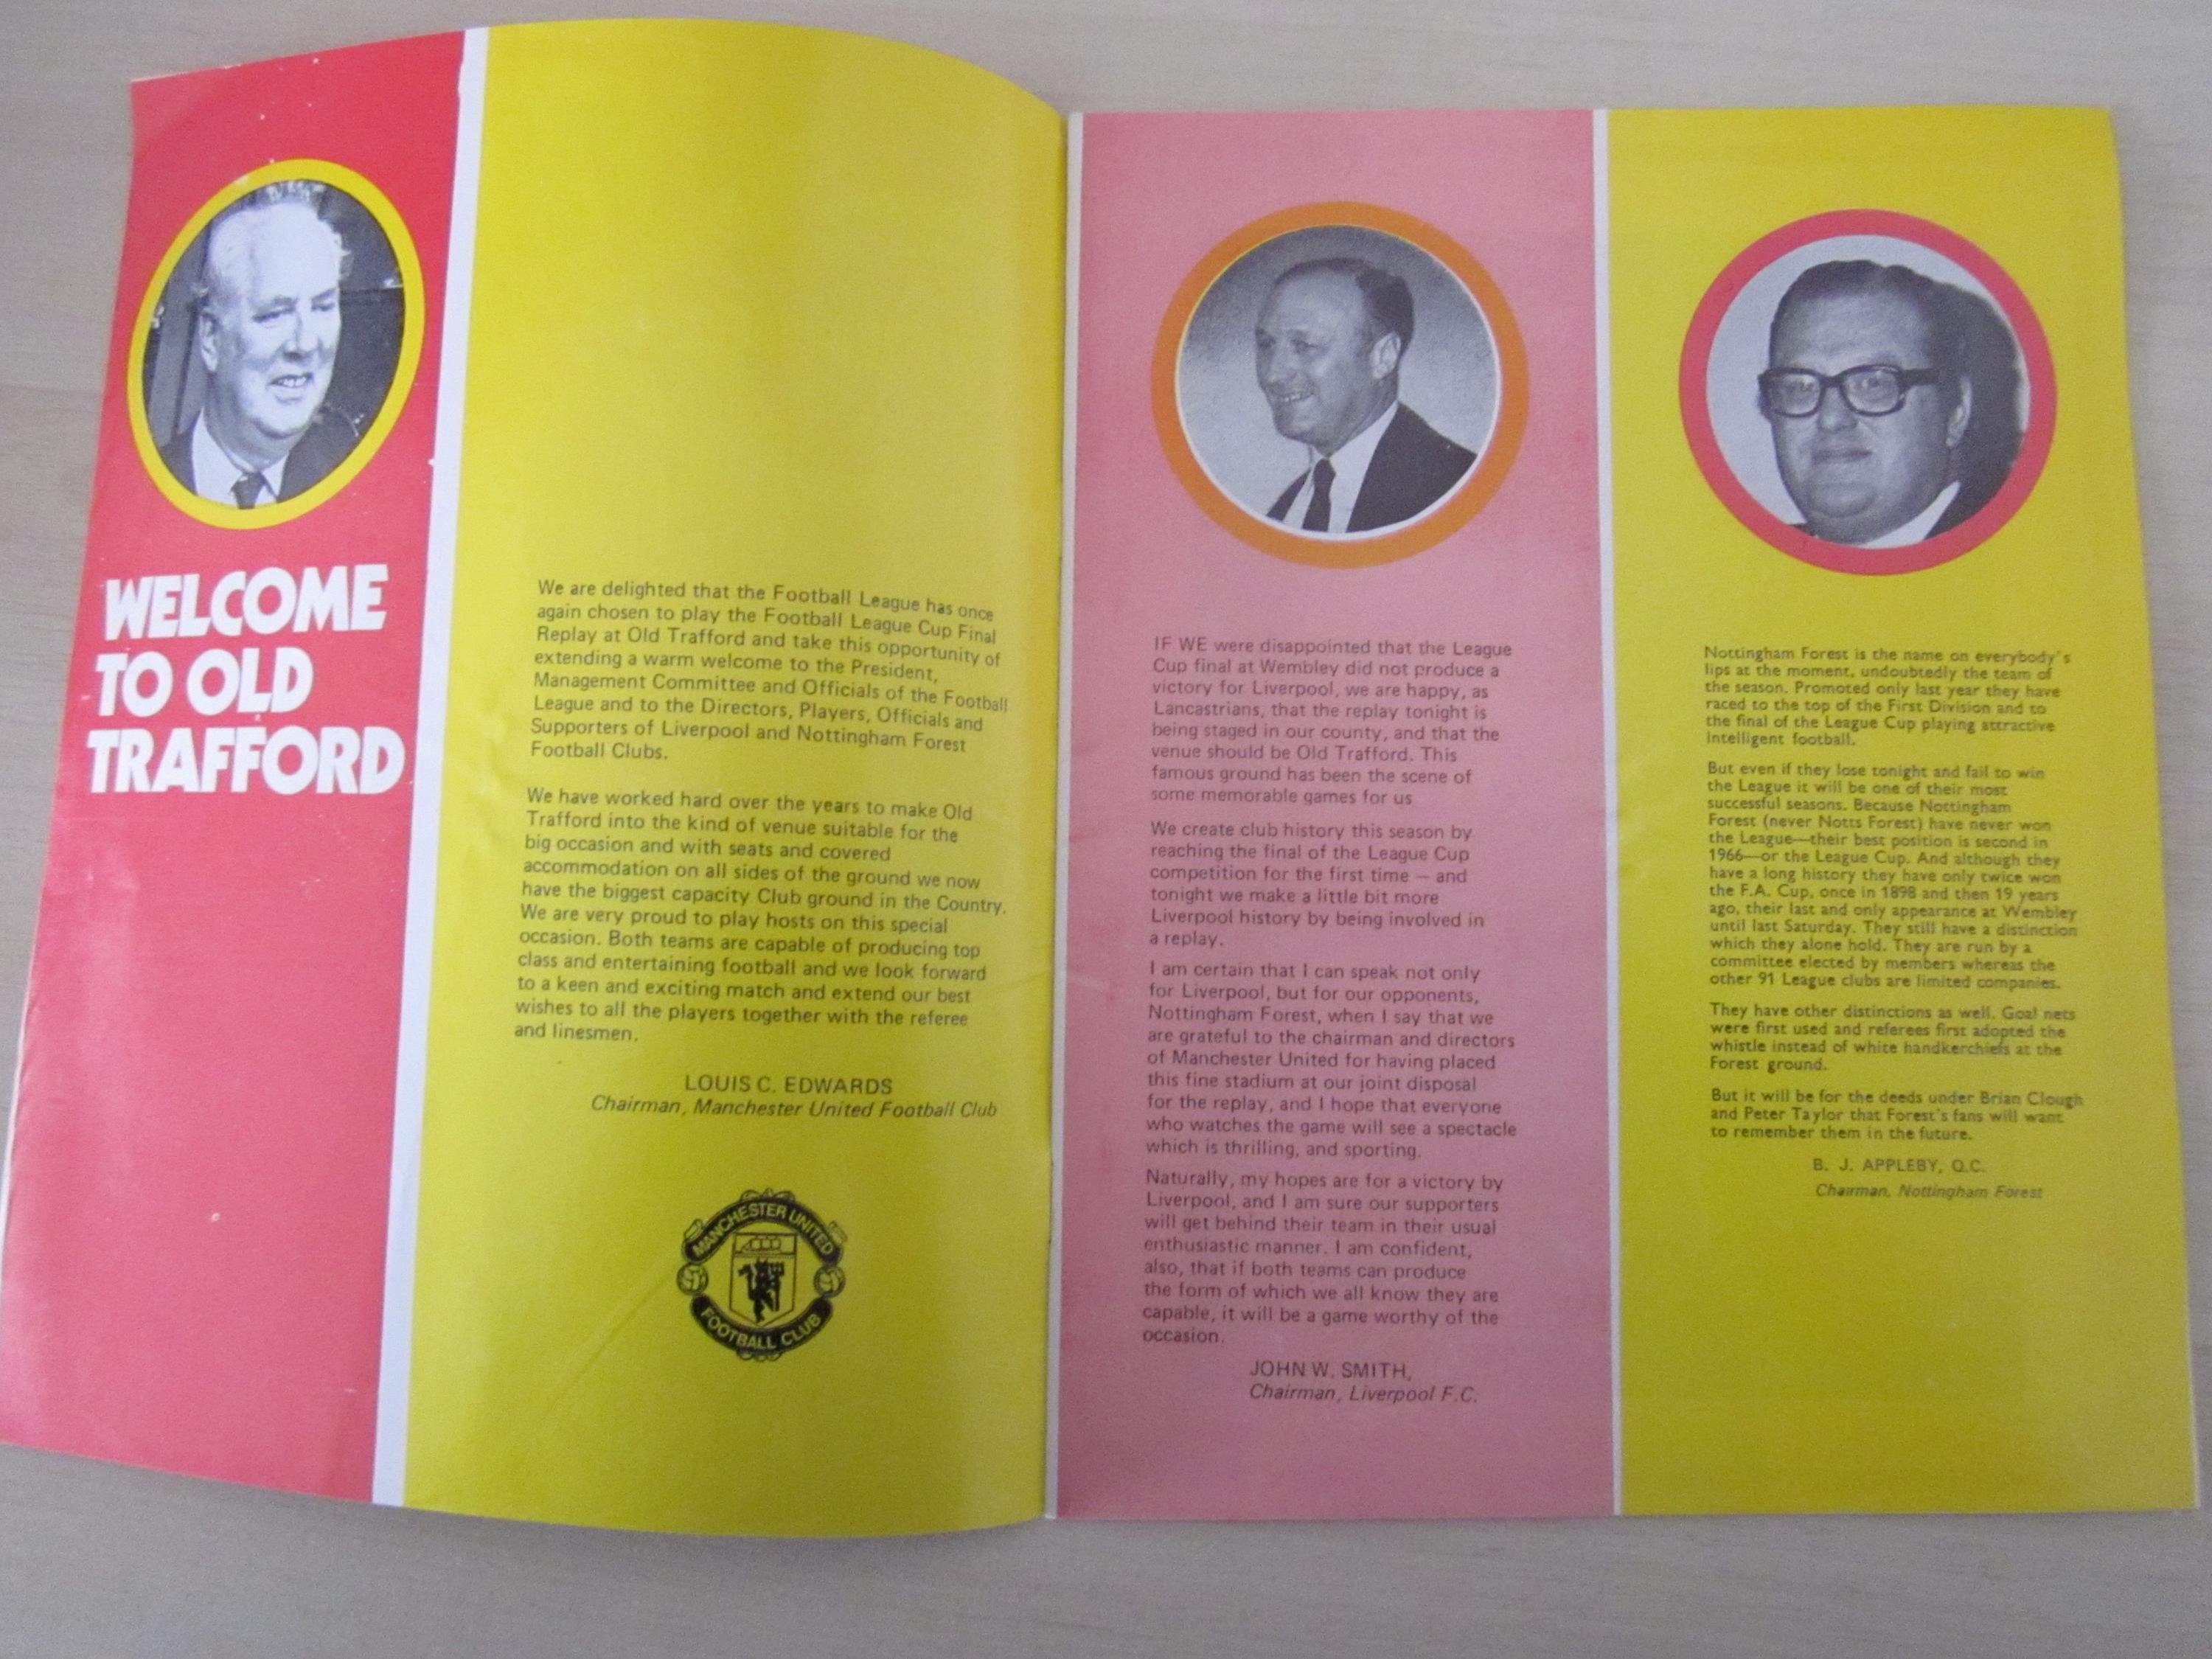 WELCOME
TO OLD
TRAFFORD
We are delighted that the Football League has once
again chosen to play the Football League Cup Final
Replay at Old Trafford and take this opportunity of
extending a warm welcome to the President,
Management Committee and Officials of the Football
League and to the Directors, Players, Officials and
Supporters of Liverpool and Nottingham Forest
Football Clubs.
We have worked hard over the years to make Old
Trafford into the kind of venue suitable for the
big occasion and with seats and covered
accommodation on all sides of the ground we now
have the biggest capacity Club ground in the Country.
We are very proud to play hosts on this special
occasion. Both teams are capable of producing top
class and entertaining football and we look forward
to a keen and exciting match and extend our best
wishes to all the players together with the referee
and linesmen.
LOUIS C. EDWARDS
Chairman, Manchester United Football Club
MANCHESTER UNITED
FOOTBALL CLUB
IF WE were disappointed that the League
Cup final at Wembley did not produce a
victory for Liverpool, we are happy, as
Lancastrians, that the replay tonight is
being staged in our county, and that the
venue should be Old Trafford. This
famous ground has been the scene of
some memorable games for us
We create club history this season by
reaching the final of the League Cup
competition for the first time — and
tonight we make a little bit more
Liverpool history by being involved in
a replay.
I am certain that I can speak not only
for Liverpool, but for our opponents,
Nottingham Forest, when I say that we
are grateful to the chairman and directors
of Manchester United for having placed
this fine stadium at our joint disposal
for the replay, and I hope that everyone
who watches the game will see a spectacle
which is thrilling, and sporting.
Naturally, my hopes are for a victory by
Liverpool, and I am sure our supporters
will get behind their team in their usual
enthusiastic manner. I am confident,
also, that if both teams can produce
the form of which we all know they are
capable, it will be a game worthy of the
occasion.
JOHN W. SMITH,
Chairman, Liverpool F.C.
Nottingham Forest is the name on everybody's
lips at the moment, undoubtedly the team of
the season. Promoted only last year they have
raced to the top of the First Division and to
the final of the League Cup playing attractive
intelligent football.
But even if they lose tonight and fail to win
the League it will be one of their most
successful seasons. Because Nottingham
Forest (never Notts Forest) have never won
the League—their best position is second in
1966—or the League Cup. And although they
have a long history they have only twice won
the F.A. Cup, once in 1898 and then 19 years
ago, their last and only appearance at Wembley
until last Saturday. They still have a distinction
which they alone hold. They are run by a
committee elected by members whereas the
other 91 League clubs are limited companies.
They have other distinctions as well. Goal nets
were first used and referees first adopted the
whistle instead of white handkerchiefs at the
Forest ground.
But it will be for the deeds under Brian Clough
and Peter Taylor that Forest's fans will want
to remember them in the future.
B. J. APPLEBY, Q.C.
Chairman, Nottingham Forest